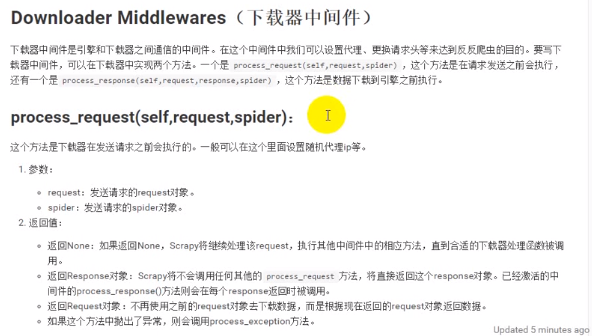 Downloader Middlewares（下载器中间件）
下载器中间件是引擎和下载器之间通信的中间件。在这个中间件中我们可以设置代理、更换请求头等来达到反反爬虫的目的。要写下载器中间件，可以在下载器中实现两个方法。一个是 process_request(self,request,spider) ，这个方法是在请求发送之前会执行，还有一个是 process_response(self,request,response,spider) ，这个方法是数据下载到引擎之前执行。
process_request(self,request,spider)：
这个方法是下载器在发送请求之前会执行的。一般可以在这个里面设置随机代理ip等。
1. 参数：
◦ request：发送请求的request对象。
◦ spider：发送请求的spider对象。
2. 返回值：
◦ 返回None：如果返回None，Scrapy将继续处理该request，执行其他中间件中的相应方法，直到合适的下载器处理函数被调用。
◦ 返回Response对象：Scrapy将不会调用任何其他的 process_request 方法，将直接返回这个response对象。已经激活的中间件的process_response()方法则会在每个response返回时被调用。
◦ 返回Request对象：不再使用之前的request对象去下载数据，而是根据现在返回的request对象返回数据。
◦ 如果这个方法中抛出了异常，则会调用process_exception方法。
Updated 5 minutes ago